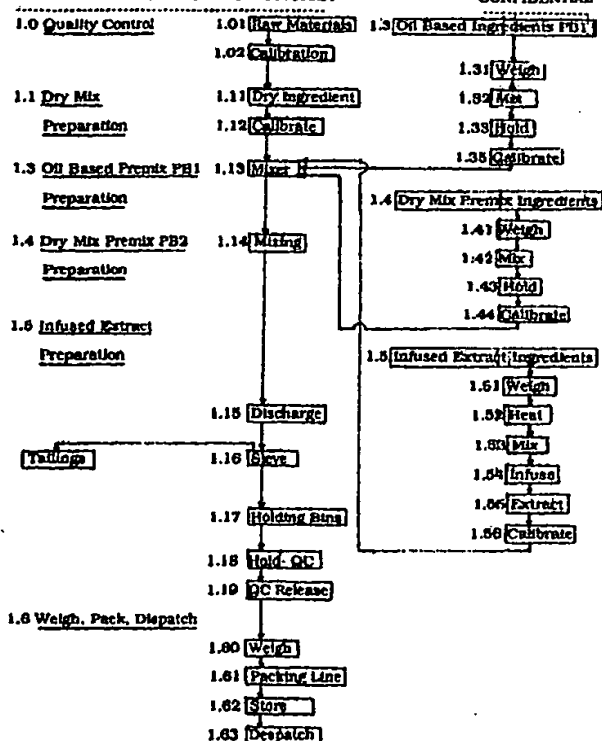 CONFIDENTIAL
1.0 Quality Control
1.01 Raw Materials
1.3 Oil Based Ingredients PB1
1.02 Calibration
1.31 Weigh
1.32 Mix
1.1 Dry Mix
Preparation
1.11 Dry Ingredient
1.33 Hold
1.12 Calibrate
1.35 Calibrate
1.3 Oil Based Premix PB1
Preparation
1.13 Mixer
1.4 Dry Mix Premix Ingredients
1.41 Weigh
1.4 Dry Mix Premix PB2
Preparation
1.14 Mixing
1.42 Mix
1.43 Hold
1.44 Calibrate
1.5 Infused Extract
Preparation
1.5 Infused Extract Ingredients
1.51 Weigh
1.52 Heat
1.15 Discharge
1.53 Mix
Tailings
1.16 Sieve
1.54 Infuse
1.55 Extract
1.17 Holding Bins
1.56 Calibrate
1.18 Hold- QC
1.19 QC Release
1.6 Weigh, Pack, Dispatch
1.60 Weigh
1.61 Packing Line
1.62 Store
1.63 Despatch